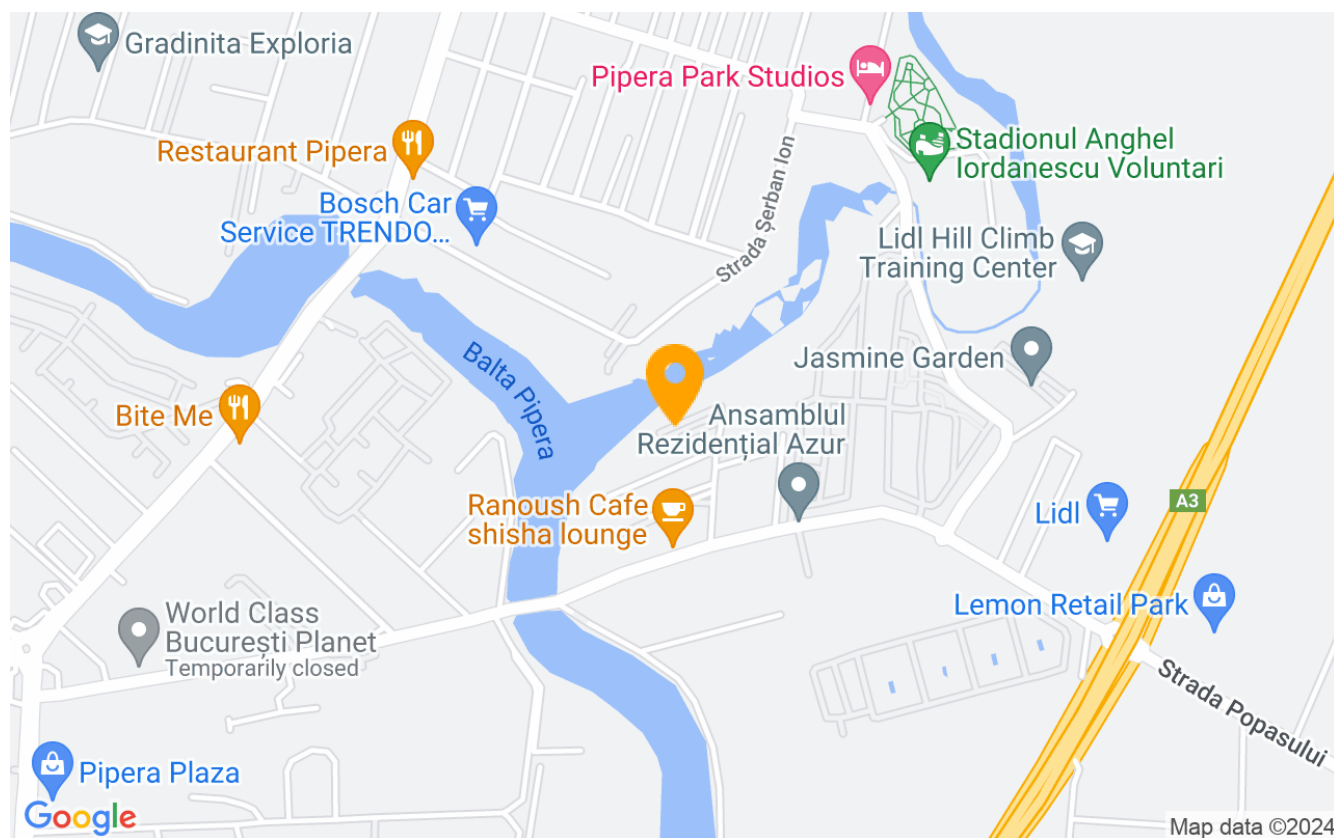 Gradinita Exploria
Pipera Park Studios
Restaurant Pipera
Stadionul Anghel
Iordanescu Voluntari
Bosch Car
Service TRENDO...
Strada Șerban Ion
Lidl Hill Climb
Training Center
Balta Pipera
Jasmine Garden
Bite Me
Ansamblul
Rezidențial Azur
Ranoush Cafe
shisha lounge
A3
Lidl
World Class
București Planet
Temporarily closed
Lemon Retail Park
Strada Popasului
Pipera Plaza
Google
Map data ©2024